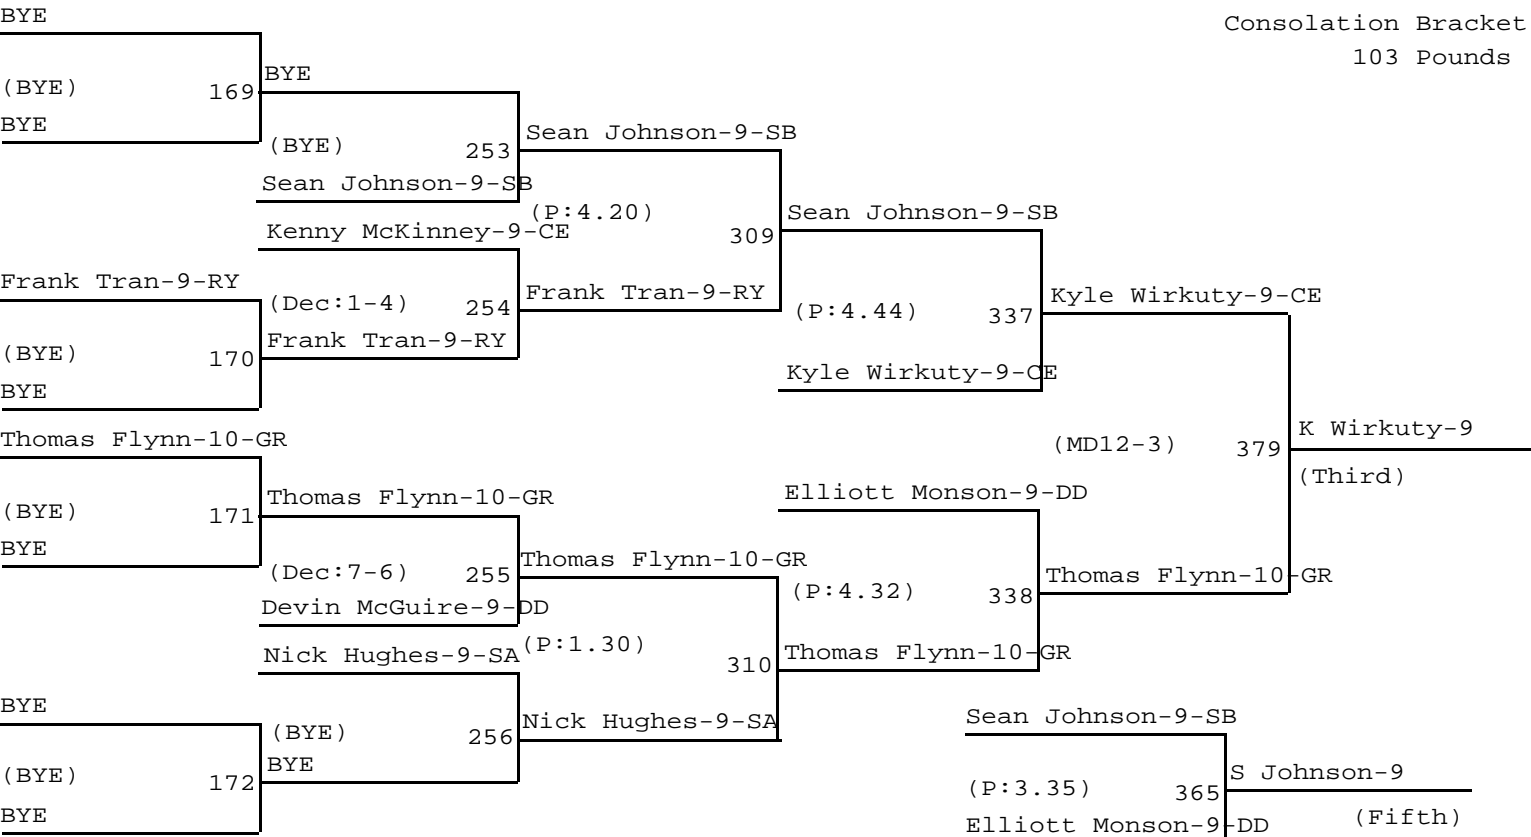 BYE
Consolation Bracket
103 Pounds
BYE
(BYE)
169
BYE
Sean Johnson-9-SB
(BYE)
253
Sean Johnson-9-SB
(P:4.20)
Sean Johnson-9-SB
Kenny McKinney-9-CE
309
Frank Tran-9-RY
(Dec:1-4)
254
Frank Tran-9-RY
(P:4.44)
337
Kyle Wirkuty-9-CE
Frank Tran-9-RY
(BYE)
170
Kyle Wirkuty-9-CE
BYE
Thomas Flynn-10-GR
(MD12-3)
379
K Wirkuty-9
(Third)
Thomas Flynn-10-GR
Elliott Monson-9-DD
(BYE)
171
BYE
Thomas Flynn-10-GR
(Dec:7-6)
255
(P:4.32)
338
Thomas Flynn-10-GR
Devin McGuire-9-DD
(P:1.30)
Nick Hughes-9-SA
310
Thomas Flynn-10-GR
BYE
Nick Hughes-9-SA
Sean Johnson-9-SB
(BYE)
256
BYE
(BYE)
172
S Johnson-9
(P:3.35)
365
BYE
(Fifth)
Elliott Monson-9-DD